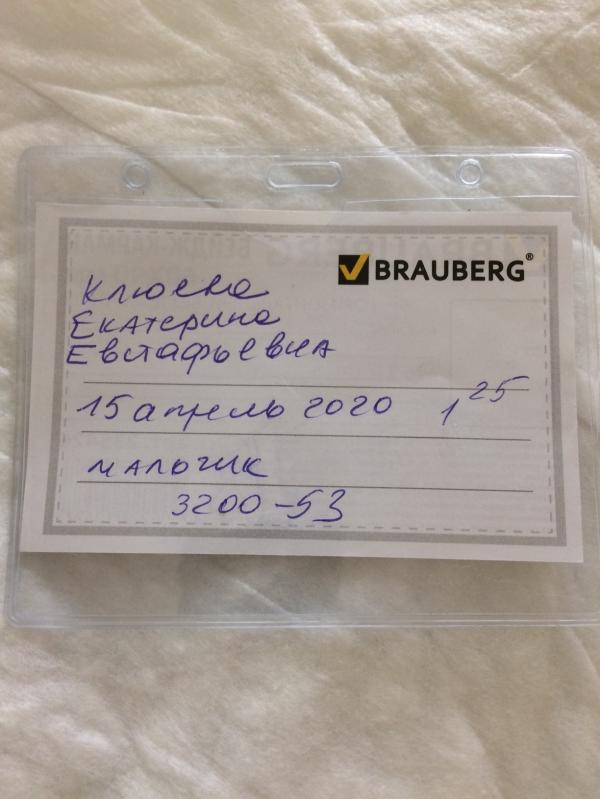 BRAUBERG®
Клюева
Екатерина
Евстафьевна
15 апрель 2020 1 25
мальчик
3200-53